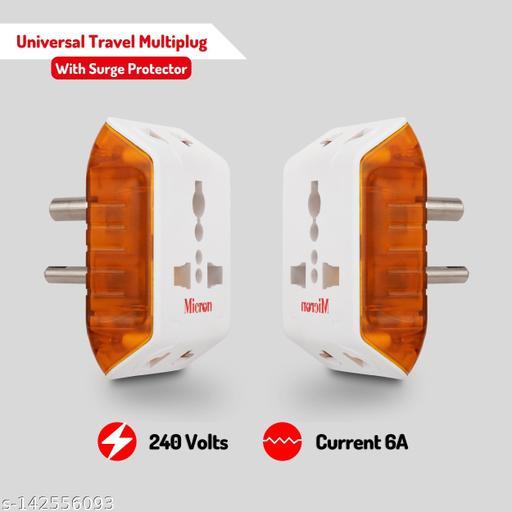 Universal Travel Multiplug
With Surge Protector
Micron
Micron
240 Volts
Current 6A
s-142556093